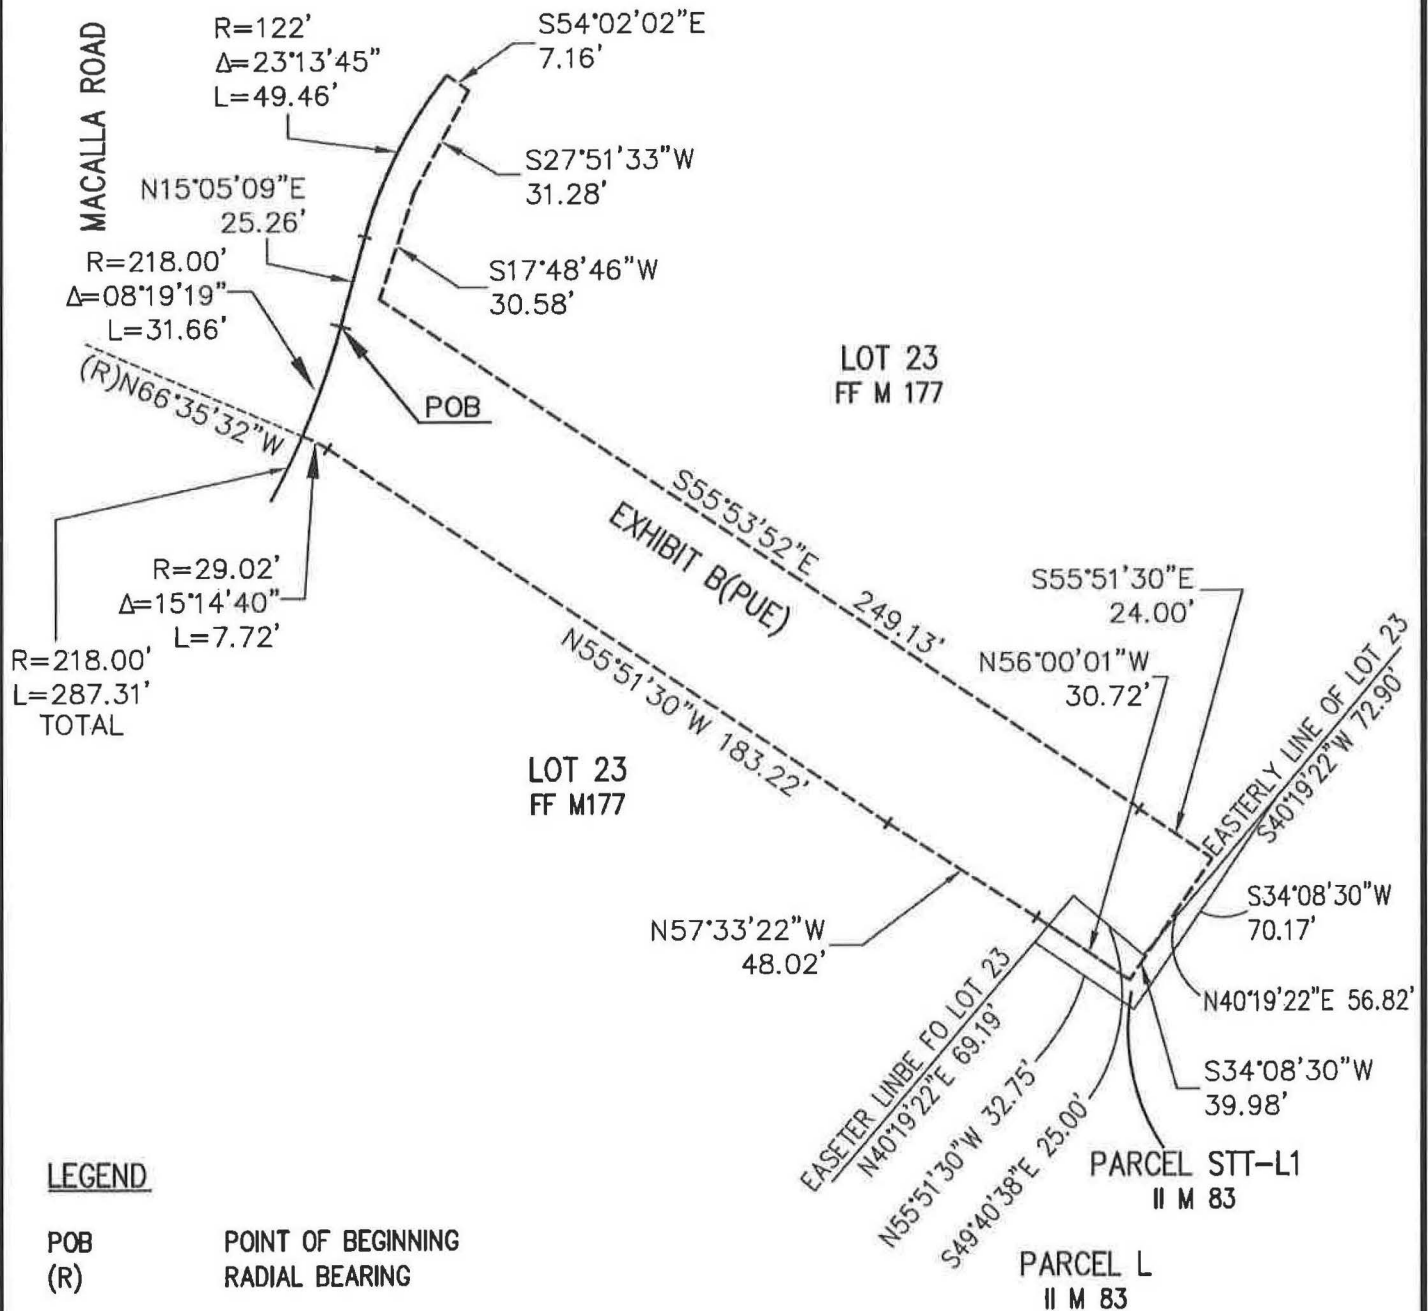 MACALLA ROAD
R=122'
Δ=23°13'45"
L=49.46'
S54°02'02"E
7.16'
S27°51'33"W
31.28'
N15°05'09"E
25.26'
S17°48'46"W
30.58'
R=218.00'
Δ=08°19'19"
L=31.66'
(R)N66°35'32"W
POB
LOT 23
FF M 177
S55°53'52"E 249.13'
EXHIBIT B(PUE)
R=29.02'
Δ=15°14'40"
L=7.72'
R=218.00'
L=287.31'
TOTAL
N55°51'30"W 183.22'
S55°51'30"E
24.00'
N56°00'01"W
30.72'
EASTERLY LINE OF LOT 23
S40°19'22"W 72.90'
LOT 23
FF M177
N57°33'22"W
48.02'
S34°08'30"W
70.17'
N40°19'22"E 56.82'
S34°08'30"W
39.98'
EASETER LINBE FO LOT 23
N40°19'22"E 69.19'
N55°51'30"W 32.75'
S49°40'38"E 25.00'
PARCEL STT-L1
II M 83
PARCEL L
II M 83
LEGEND
POB POINT OF BEGINNING
(R) RADIAL BEARING